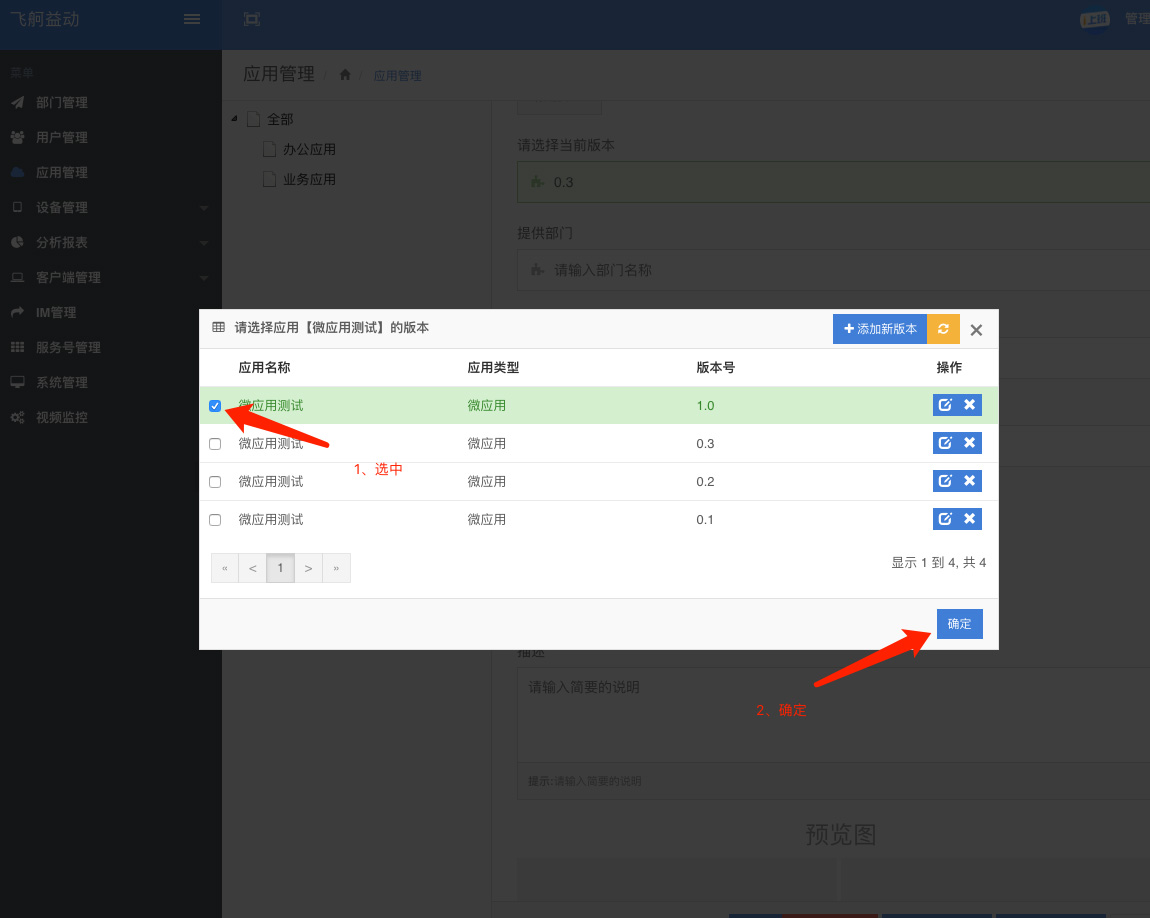 飞舸益动
上班
管理
菜单
部门管理
用户管理
应用管理
设备管理
分析报表
客户端管理
IM管理
服务号管理
系统管理
视频监控
应用管理 / / 应用管理
全部
办公应用
业务应用
请选择当前版本
0.3
提供部门
请输入部门名称
请选择应用【微应用测试】的版本
添加新版本
应用名称 应用类型 版本号 操作
微应用测试 微应用 1.0
微应用测试 微应用 0.3
1、选中
微应用测试 微应用 0.2
微应用测试 微应用 0.1
« < 1 > »
显示 1 到 4, 共 4
确定
2、确定
描述
请输入简要的说明
提示:请输入简要的说明
预览图